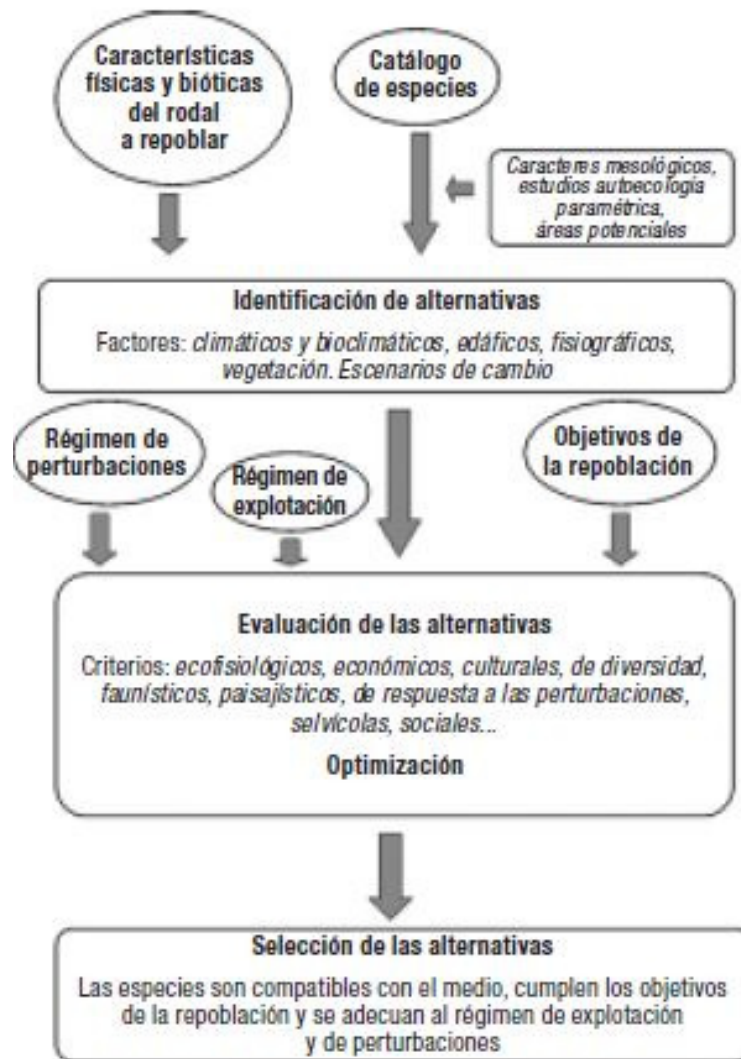 Características
físicas y bióticas
del rodal
a repoblar
Catálogo
de especies
Caracteres mesológicos,
estudios autoecología
paramétrica,
áreas potenciales
Identificación de alternativas
Factores: climáticos y bioclimáticos, edáficos, fisiográficos,
vegetación. Escenarios de cambio
Régimen de
perturbaciones
Régimen de
explotación
Objetivos de
la repoblación
Evaluación de las alternativas
Criterios: ecofisiológicos, económicos, culturales, de diversidad,
faunísticos, paisajísticos, de respuesta a las perturbaciones,
selvícolas, sociales...
Optimización
Selección de las alternativas
Las especies son compatibles con el medio, cumplen los objetivos
de la repoblación y se adecuan al régimen de explotación
y de perturbaciones